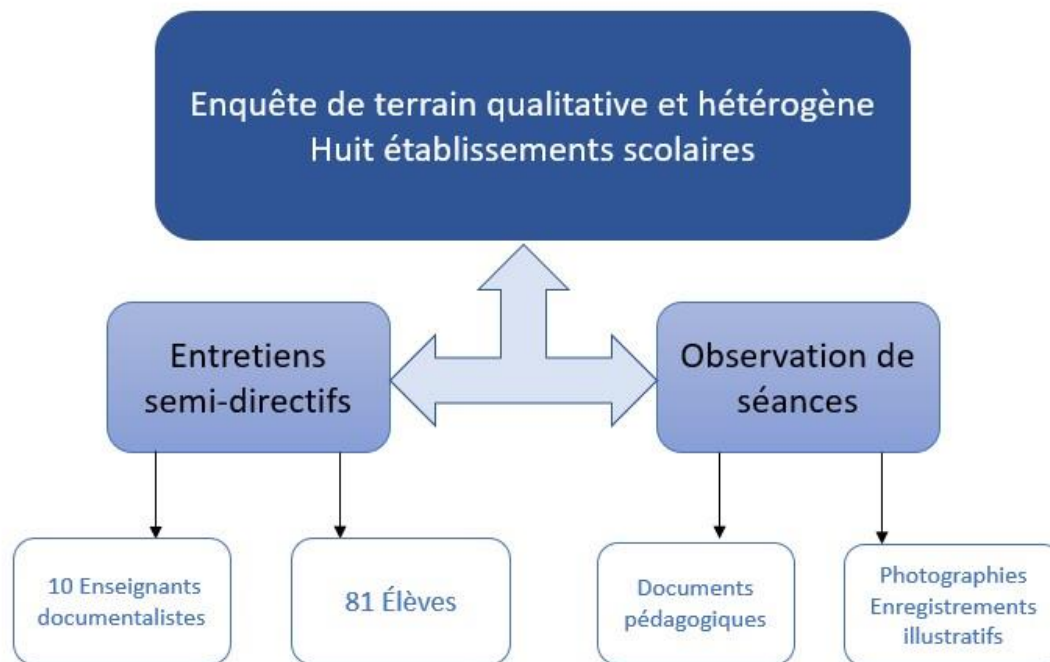 Enquête de terrain qualitative et hétérogène
Huit établissements scolaires
Entretiens
semi-directifs
Observation de
séances
10 Enseignants
documentalistes
81 Élèves
Documents
pédagogiques
Photographies
Enregistrements
illustratifs